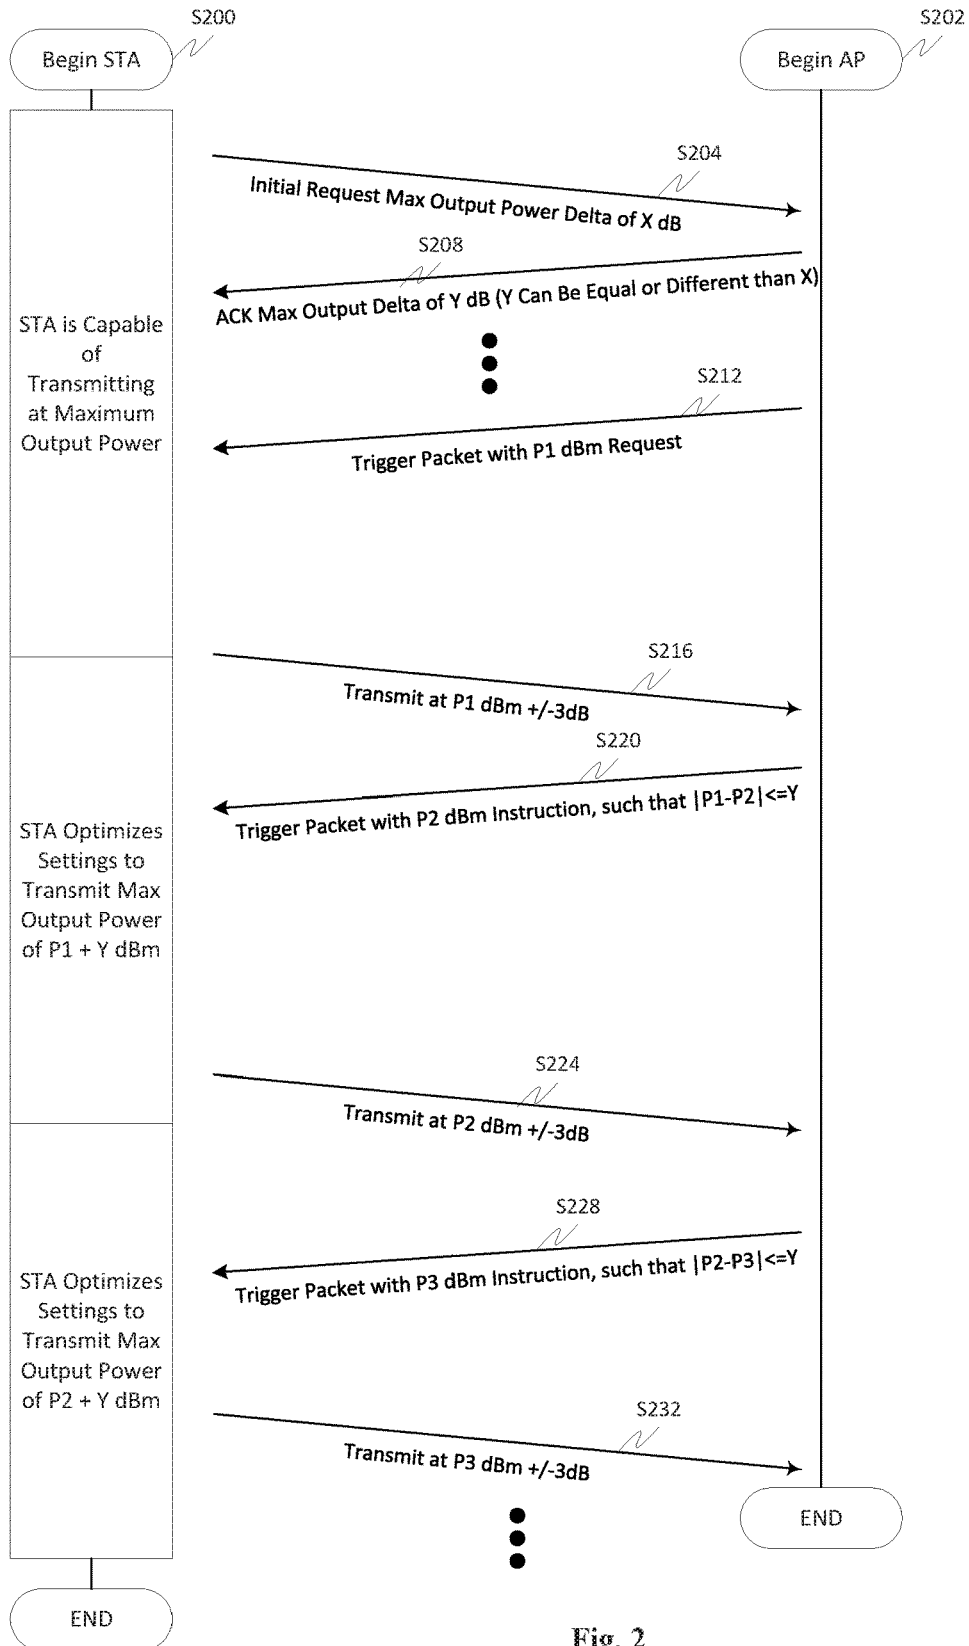 S200
S202
Begin STA
Begin AP
S204
Initial Request Max Output Power Delta of X dB
S208
ACK Max Output Delta of Y dB (Y Can Be Equal or Different than X)
STA is Capable
of
Transmitting
at Maximum
Output Power
S212
Trigger Packet with P1 dBm Request
S216
Transmit at P1 dBm +/-3dB
S220
Trigger Packet with P2 dBm Instruction, such that |P1-P2|<=Y
STA Optimizes
Settings to
Transmit Max
Output Power
of P1 + Y dBm
S224
Transmit at P2 dBm +/-3dB
S228
Trigger Packet with P3 dBm Instruction, such that |P2-P3|<=Y
STA Optimizes
Settings to
Transmit Max
Output Power
of P2 + Y dBm
S232
Transmit at P3 dBm +/-3dB
END
END
Fig. 2